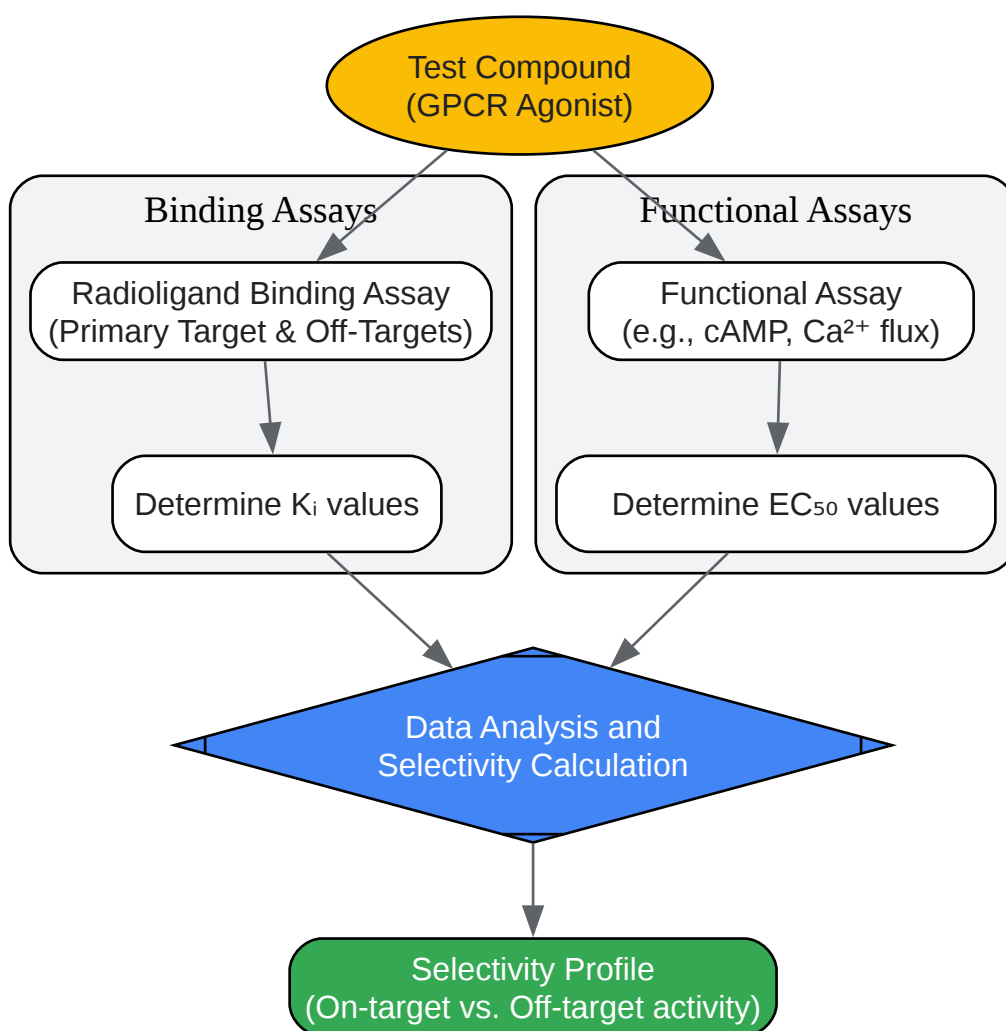 Test Compound
(GPCR Agonist)
Binding Assays
Radioligand Binding Assay
(Primary Target & Off-Targets)
Determine Kᵢ values
Functional Assays
Functional Assay
(e.g., cAMP, Ca²⁺ flux)
Determine EC₅₀ values
Data Analysis and
Selectivity Calculation
Selectivity Profile
(On-target vs. Off-target activity)